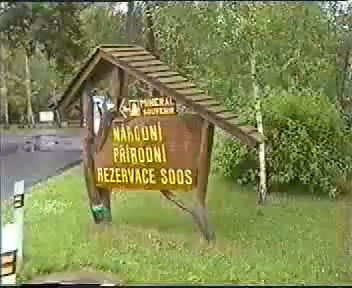 MINERAL
SOUVENIR
NÁRODNÍ
PŘÍRODNÍ
REZERVACE SOOS